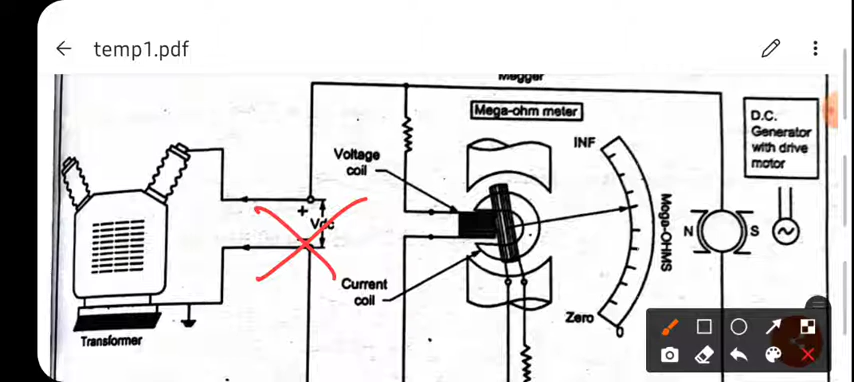 temp1.pdf
Megger
Mega-ohm meter
D.C.
Generator
with drive
motor
INF
Voltage
coil
+
Vdc
Mega-OHMS
N
S
Current
coil
Zero
0
Transformer